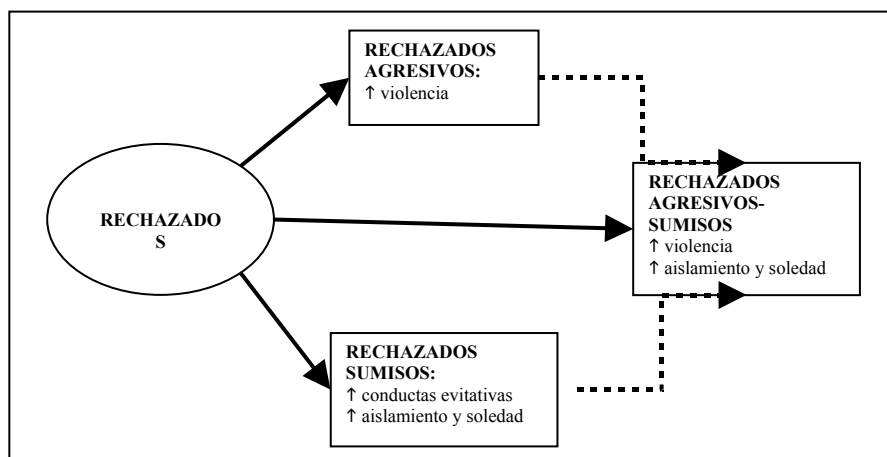 RECHAZADOS
AGRESIVOS:
↑ violencia
RECHAZADO
S
RECHAZADOS
AGRESIVOS-
SUMISOS
↑ violencia
↑ aislamiento y soledad
RECHAZADOS
SUMISOS:
↑ conductas evitativas
↑ aislamiento y soledad